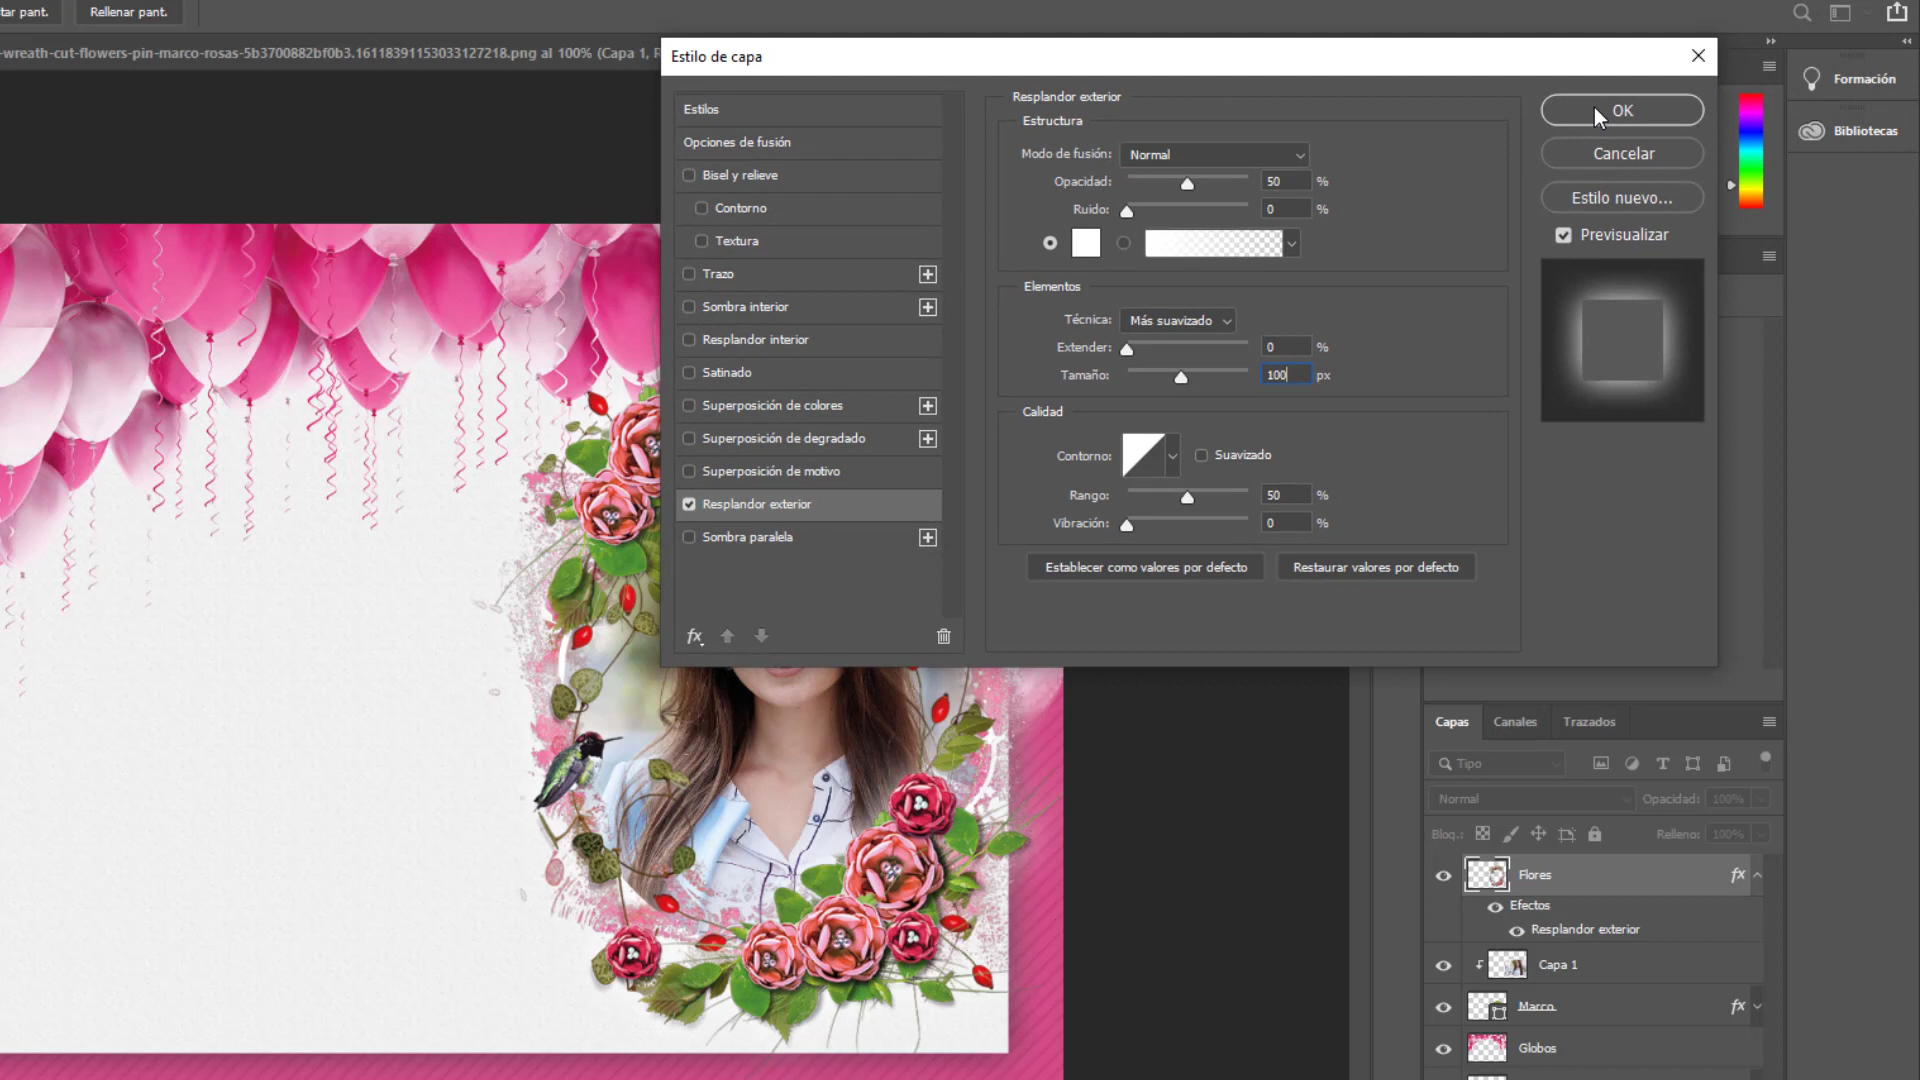 tar pant.
Rellenar pant.
-wreath-cut-flowers-pin-marco-rosas-5b3700882bf0b3.16118391153033127218.png al 100% (Capa 1, R
Estilo de capa
Estilos
Opciones de fusión
Bisel y relieve
Contorno
Textura
Trazo
Sombra interior
Resplandor interior
Satinado
Superposición de colores
Superposición de degradado
Superposición de motivo
Resplandor exterior
Sombra paralela
fx
Resplandor exterior
Estructura
Modo de fusión: Normal
Opacidad: 50 %
Ruido: 0 %
Elementos
Técnica: Más suavizado
Extender: 0 %
Tamaño: 100 px
Calidad
Contorno: Suavizado
Rango: 50 %
Vibración: 0 %
Establecer como valores por defecto
Restaurar valores por defecto
OK
Cancelar
Estilo nuevo...
Previsualizar
Formación
Bibliotecas
Capas Canales Trazados
Tipo
Normal Opacidad: 100%
Bloq.: Relleno: 100%
Flores fx
Efectos
Resplandor exterior
Capa 1
Marco fx
Globos